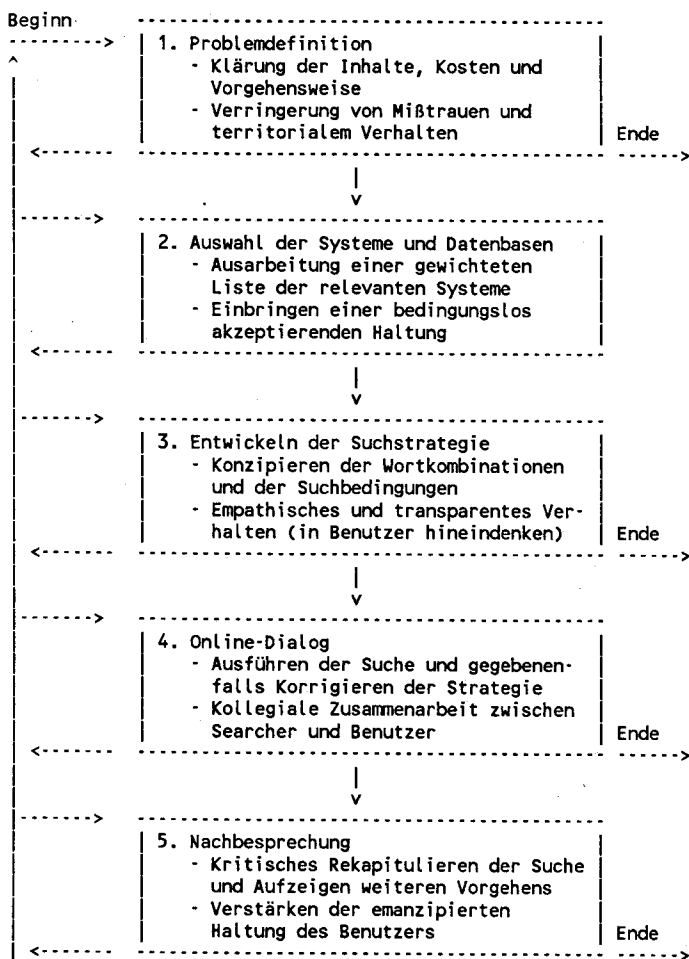 Beginn
1. Problemdefinition
- Klärung der Inhalte, Kosten und
Vorgehensweise
- Verringerung von Mißtrauen und
territorialem Verhalten
Ende
2. Auswahl der Systeme und Datenbasen
- Ausarbeitung einer gewichteten
Liste der relevanten Systeme
- Einbringen einer bedingungslos
akzeptierenden Haltung
3. Entwickeln der Suchstrategie
- Konzipieren der Wortkombinationen
und der Suchbedingungen
- Empathisches und transparentes Ver-
halten (in Benutzer hineindenken)
Ende
4. Online-Dialog
- Ausführen der Suche und gegebenen-
falls Korrigieren der Strategie
- Kollegiale Zusammenarbeit zwischen
Searcher und Benutzer
Ende
5. Nachbesprechung
- Kritisches Rekapitulieren der Suche
und Aufzeigen weiteren Vorgehens
- Verstärken der emanzipierten
Haltung des Benutzers
Ende